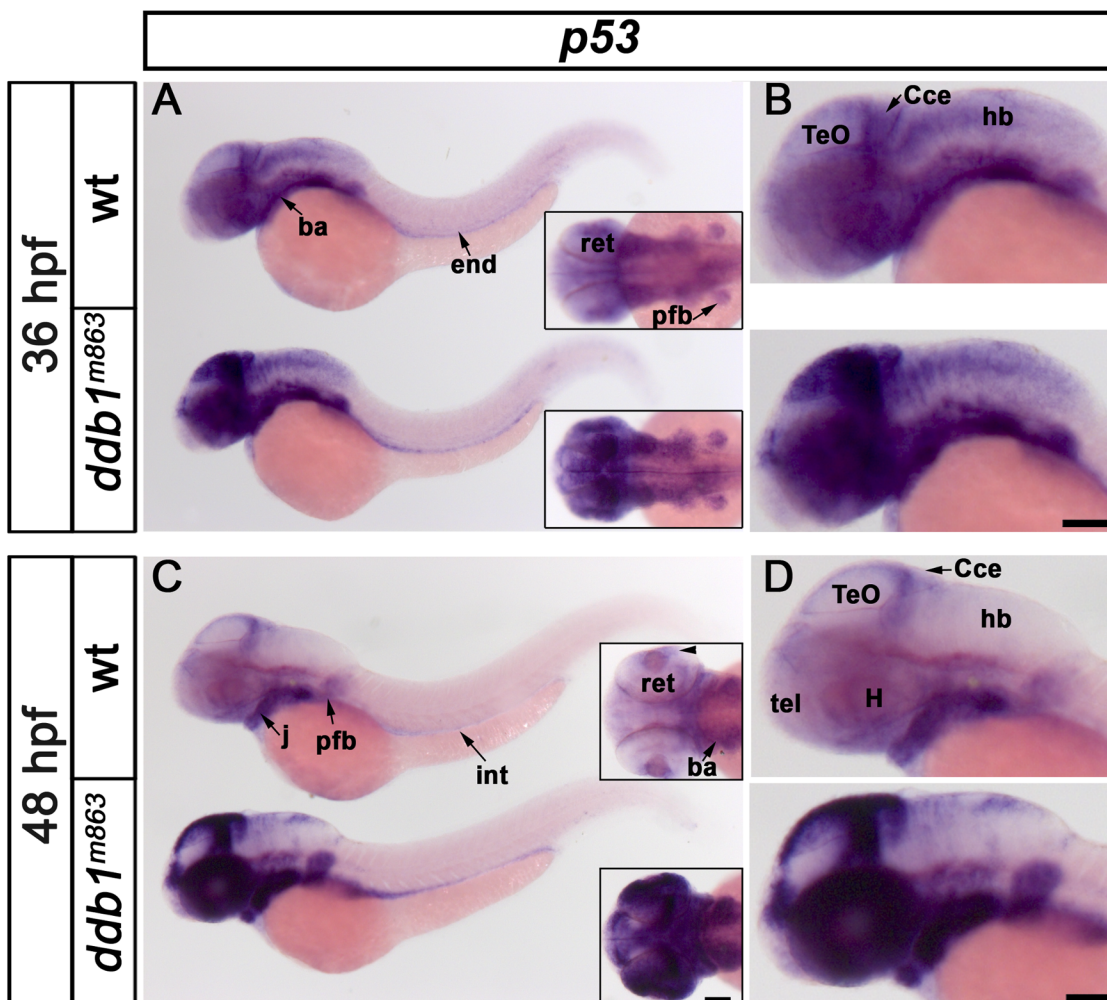 p53
36 hpf
wt
ddb1m863
A
ba
end
ret
pfb
B
TeO
Cce
hb
48 hpf
wt
ddb1m863
C
j
pfb
int
ret
ba
D
TeO
Cce
hb
tel
H